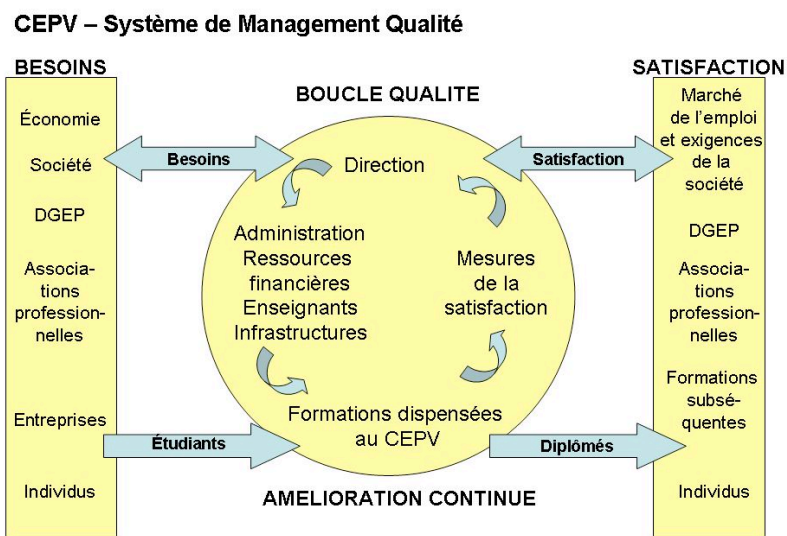 CEPV – Système de Management Qualité
BESOINS
Économie
Société
DGEP
Associa-
tions
profession-
nelles
Entreprises
Individus
Besoins
Étudiants
BOUCLE QUALITE
Direction
Administration
Ressources
financières
Enseignants
Infrastructures
Mesures
de la
satisfaction
Formations dispensées
au CEPV
AMELIORATION CONTINUE
Satisfaction
Diplômés
SATISFACTION
Marché
de l'emploi
et exigences
de la
société
DGEP
Associa-
tions
profession-
nelles
Formations
subsé-
quentes
Individus